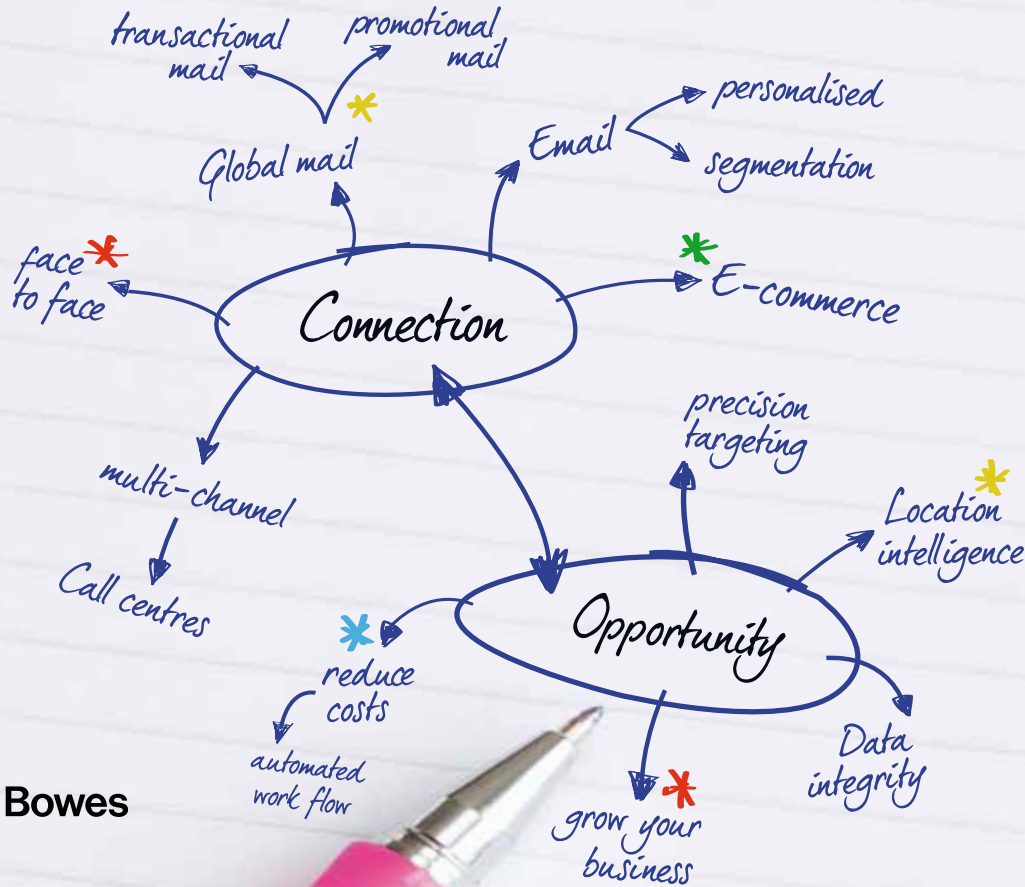 transactional
mail
promotional
mail
Global mail
Email
personalised
segmentation
face
to face
Connection
E-commerce
multi-channel
Call centres
precision
targeting
Location
intelligence
Opportunity
reduce
costs
automated
work flow
Data
integrity
grow your
business
Bowes